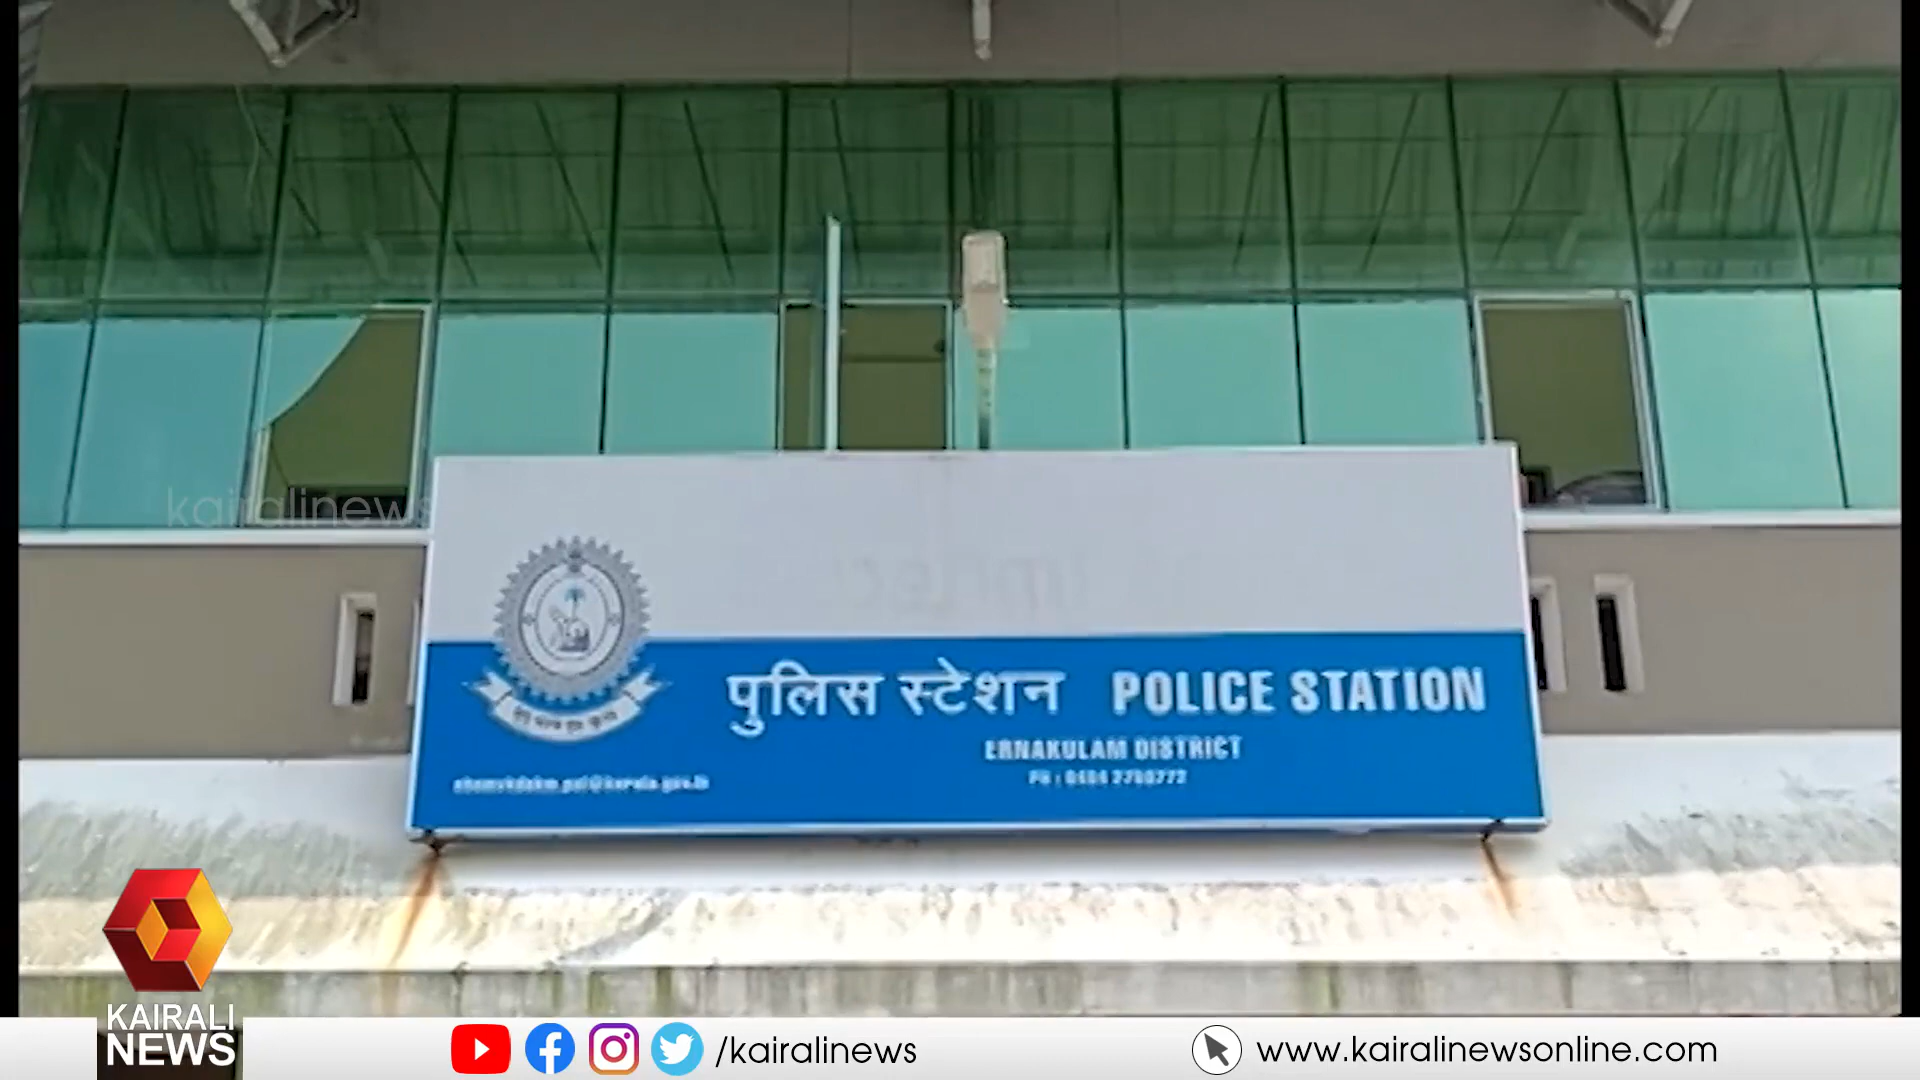 kairalinews
पुलिस स्टेशन POLICE STATION
ERNAKULAM DISTRICT
KAIRALI
NEWS
/kairalinews
www.kairalinewsonline.com